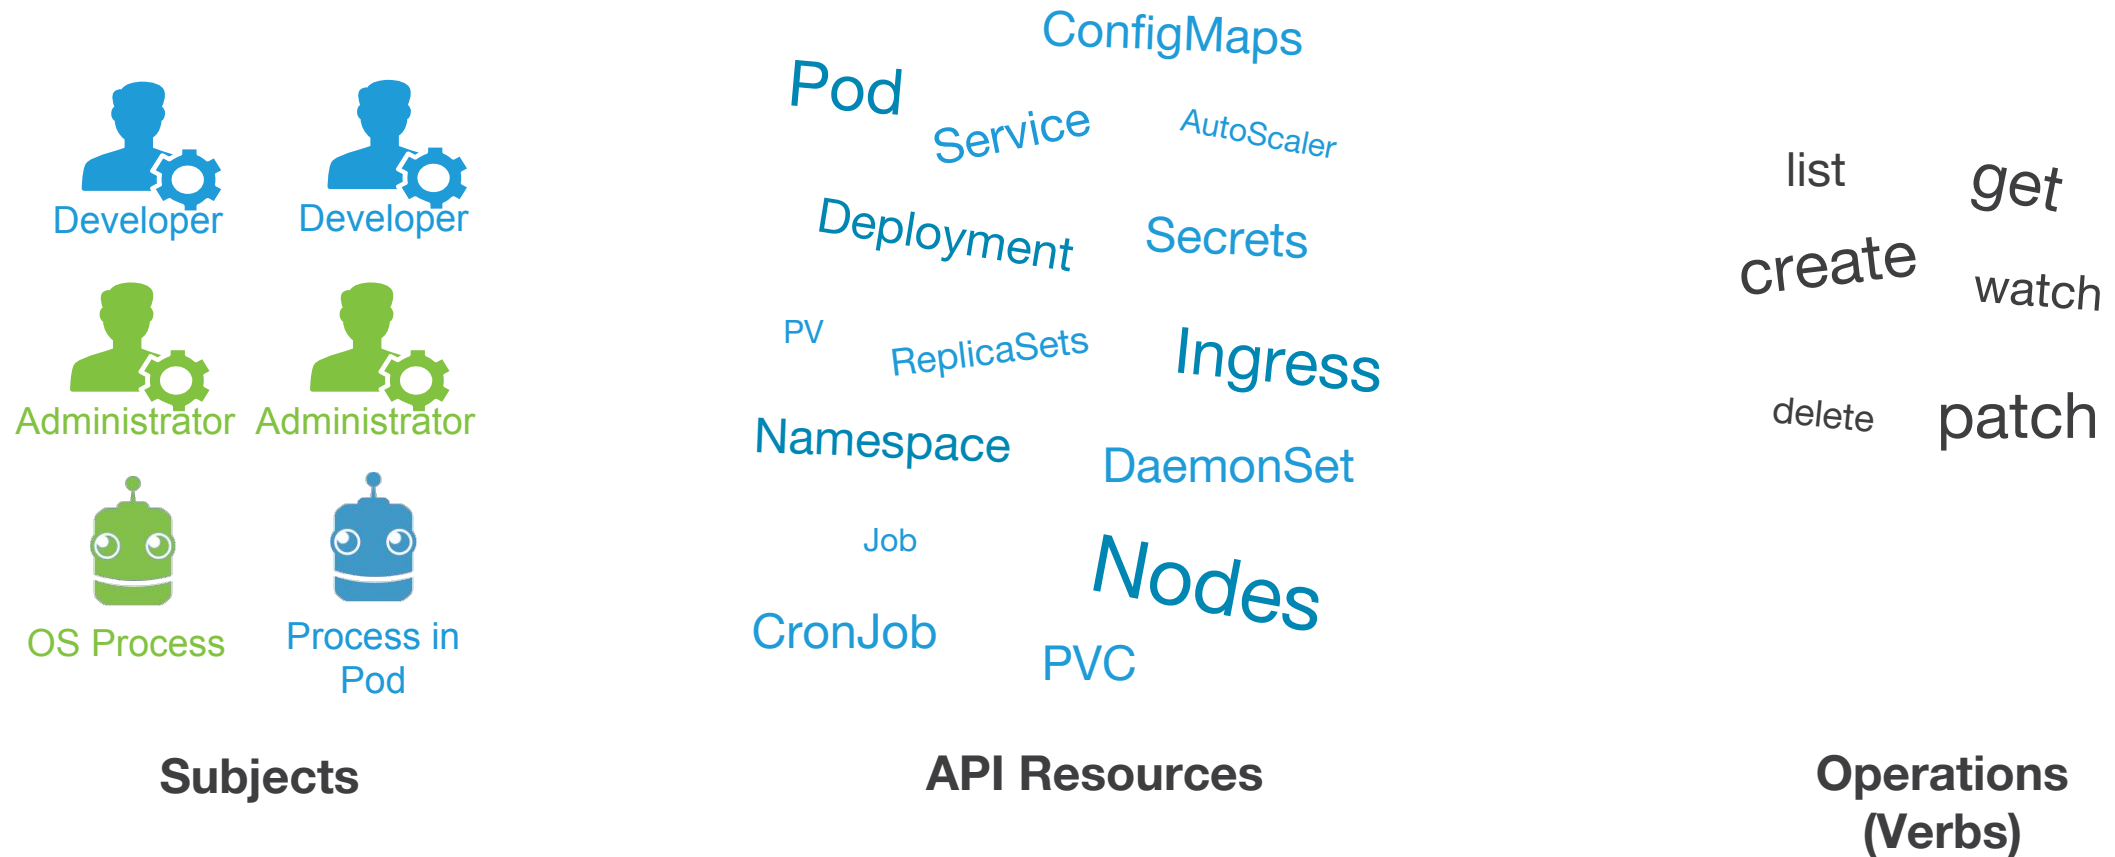 Developer
Developer
Administrator
Administrator
OS Process
Process in
Pod
Subjects
ConfigMaps
Pod
Service
AutoScaler
Deployment
Secrets
PV
ReplicaSets
Ingress
Namespace
DaemonSet
Job
Nodes
CronJob
PVC
API Resources
list
get
create
watch
delete
patch
Operations
(Verbs)